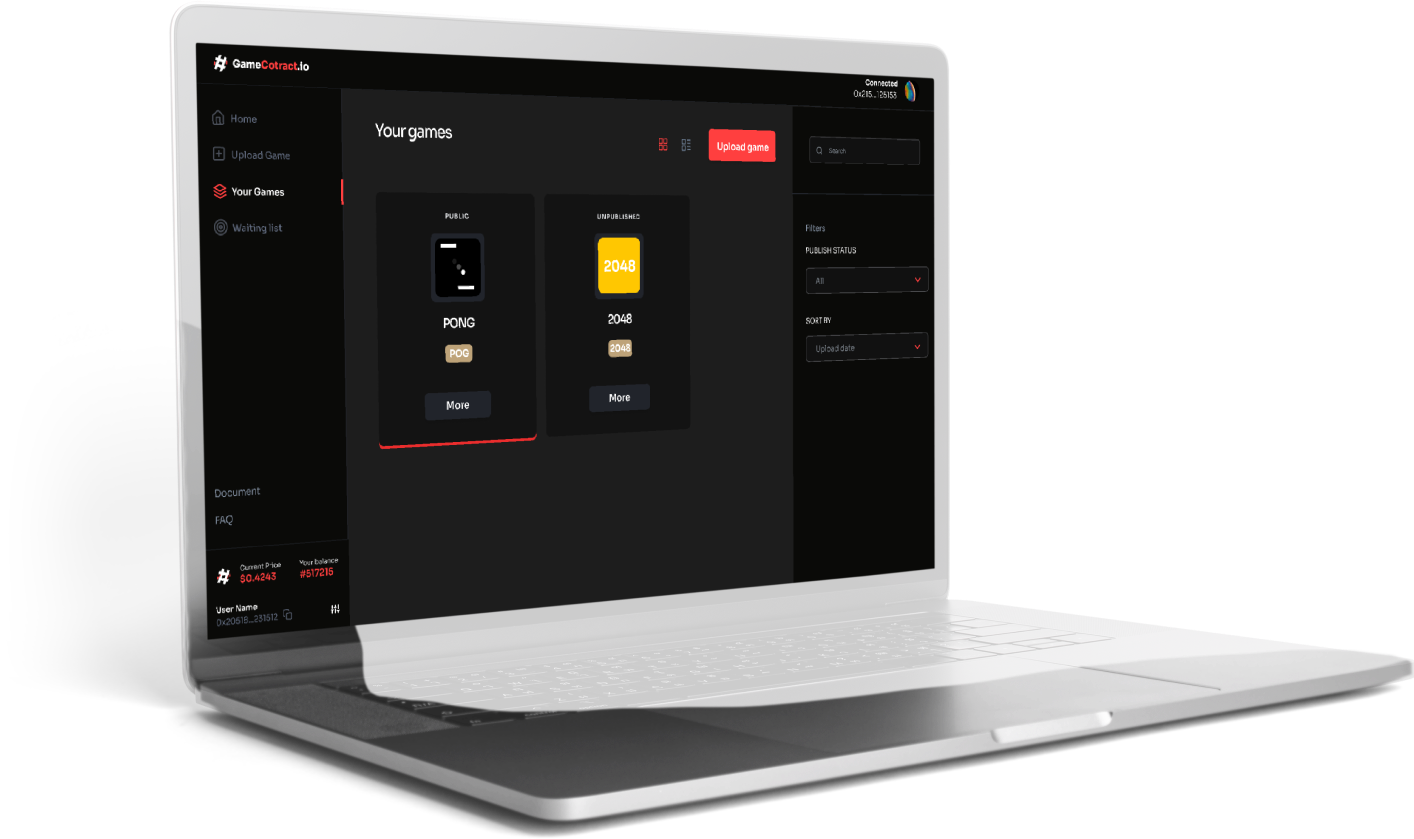 GameCotract.io
Connected
0x215...125153
Home
Upload Game
Your Games
Waiting list
Document
FAQ
Current Price
$0.4243
Your balance
#517215
User Name
0x20518...231512
Your games
Upload game
PUBLIC
PONG
POG
More
UNPUBLISHED
2048
2048
2048
More
Search
Filters
PUBLISH STATUS
All
SORT BY
Upload date